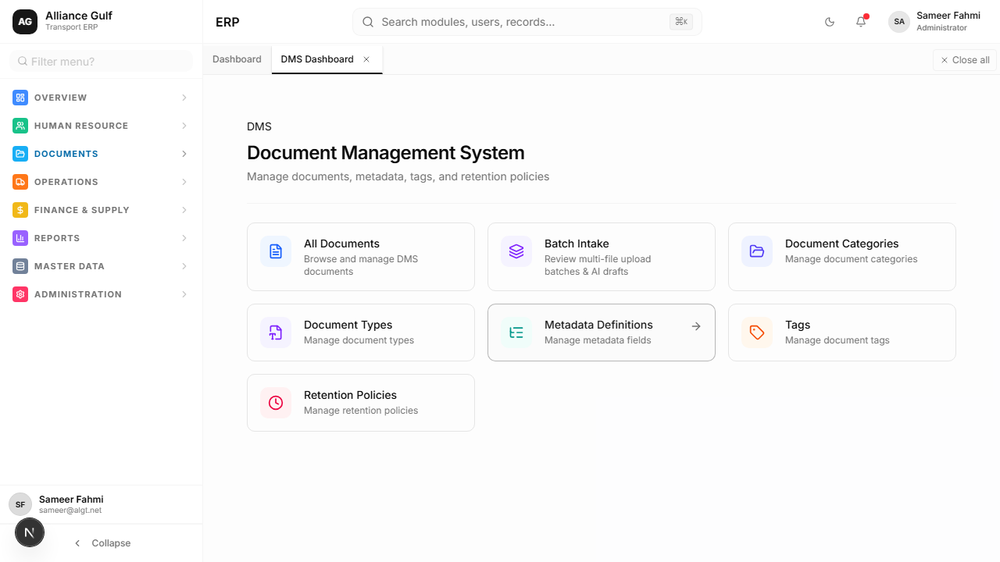 AG
Alliance Gulf
Transport ERP
ERP
Search modules, users, records...
⌘K
SA
Sameer Fahmi
Administrator
Filter menu?
Dashboard
DMS Dashboard
Close all
OVERVIEW
HUMAN RESOURCE
DOCUMENTS
OPERATIONS
FINANCE & SUPPLY
REPORTS
MASTER DATA
ADMINISTRATION
DMS
Document Management System
Manage documents, metadata, tags, and retention policies
All Documents
Browse and manage DMS
documents
Batch Intake
Review multi-file upload
batches & AI drafts
Document Categories
Manage document categories
Document Types
Manage document types
Metadata Definitions
Manage metadata fields
Tags
Manage document tags
Retention Policies
Manage retention policies
SF
Sameer Fahmi
sameer@algt.net
N
Collapse